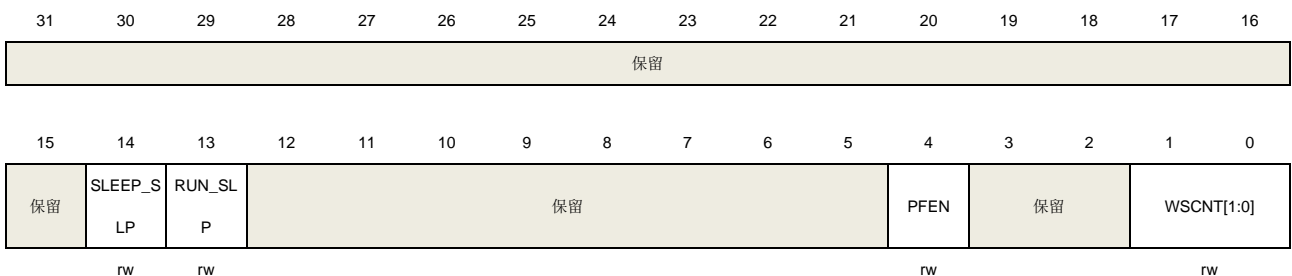 31 30 29 28 27 26 25 24 23 22 21 20 19 18 17 16
保留
15 14 13 12 11 10 9 8 7 6 5 4 3 2 1 0
保留 SLEEP_S RUN_SL 保留 PFEN 保留 WSCNT[1:0]
LP P
rw rw rw rw